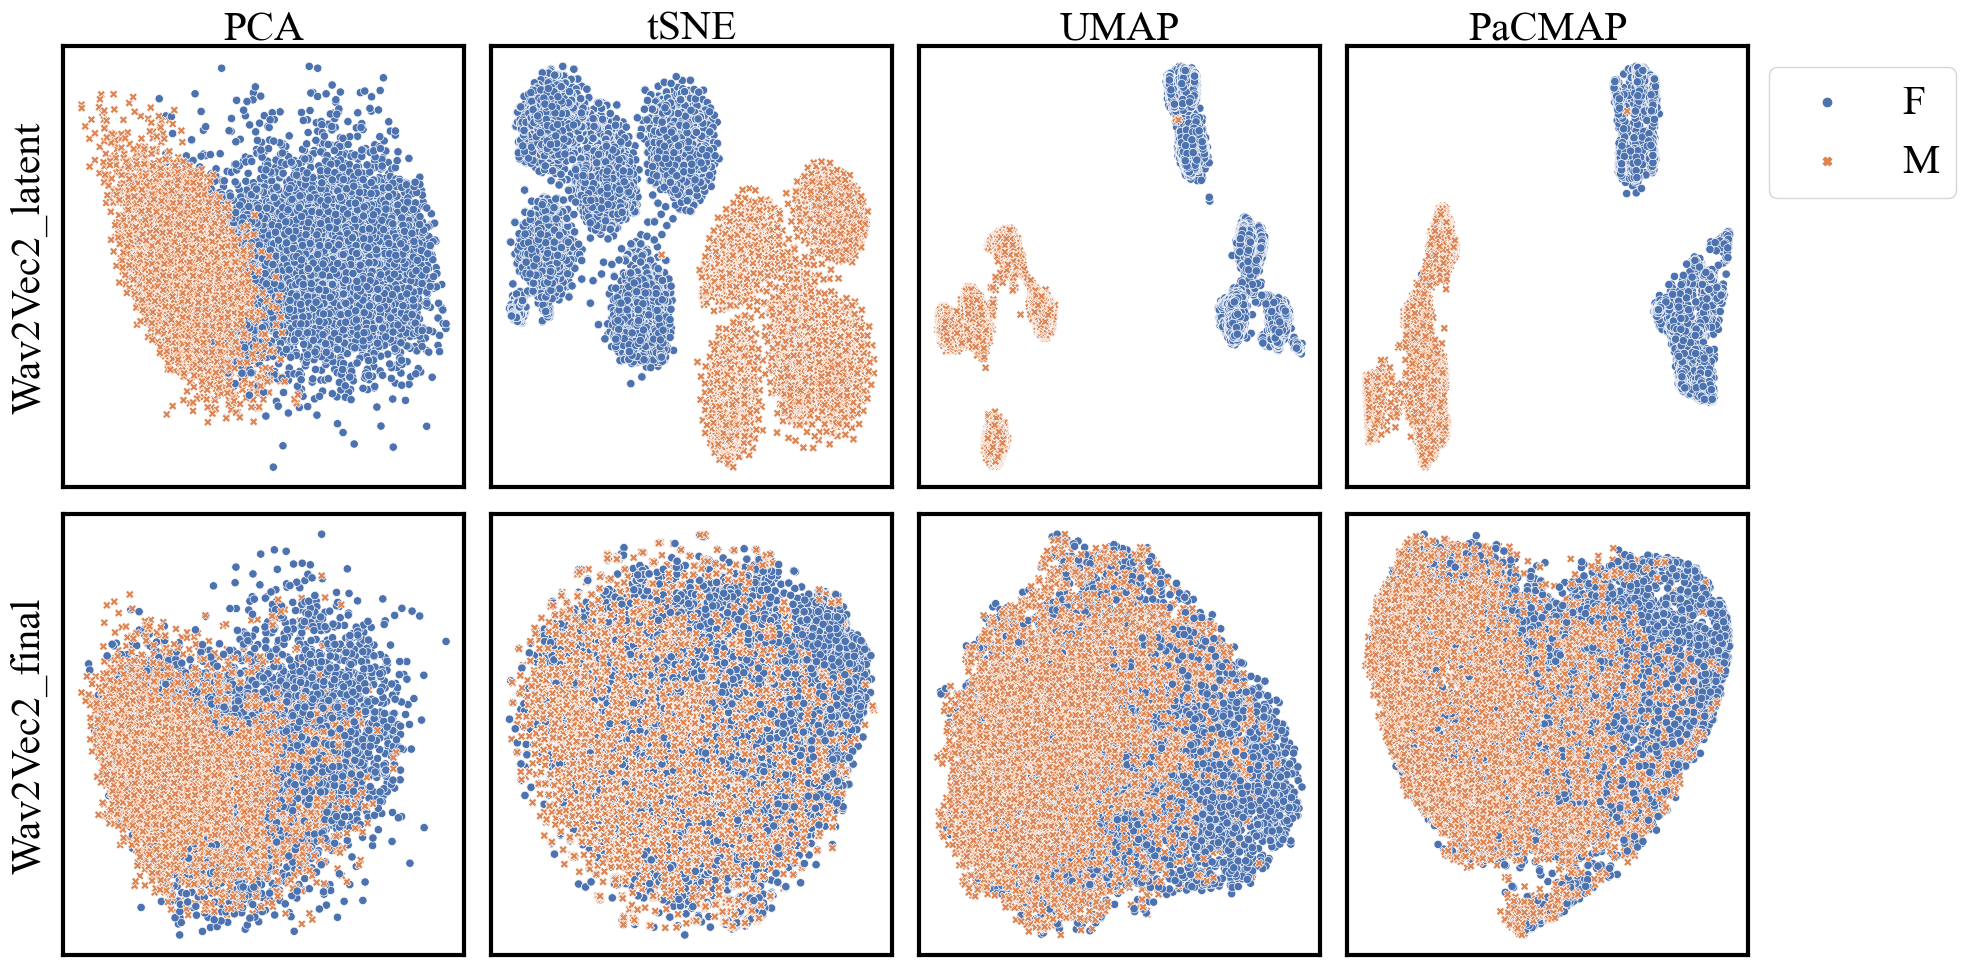 PCA
tSNE
UMAP
PaCMAP
F
M
Wav2Vec2_latent
Wav2Vec2_final